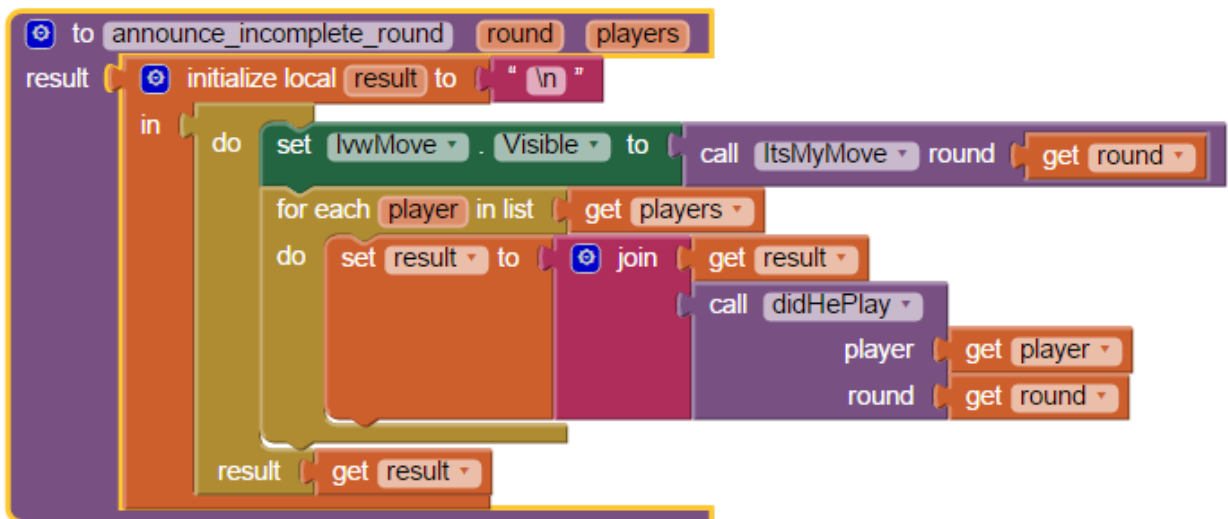 to announce_incomplete_round round players
result initialize local result to " \n "
in do set lvwMove . Visible to call ItsMyMove round get round
for each player in list get players
do set result to join get result
call didHePlay
player get player
round get round
result get result